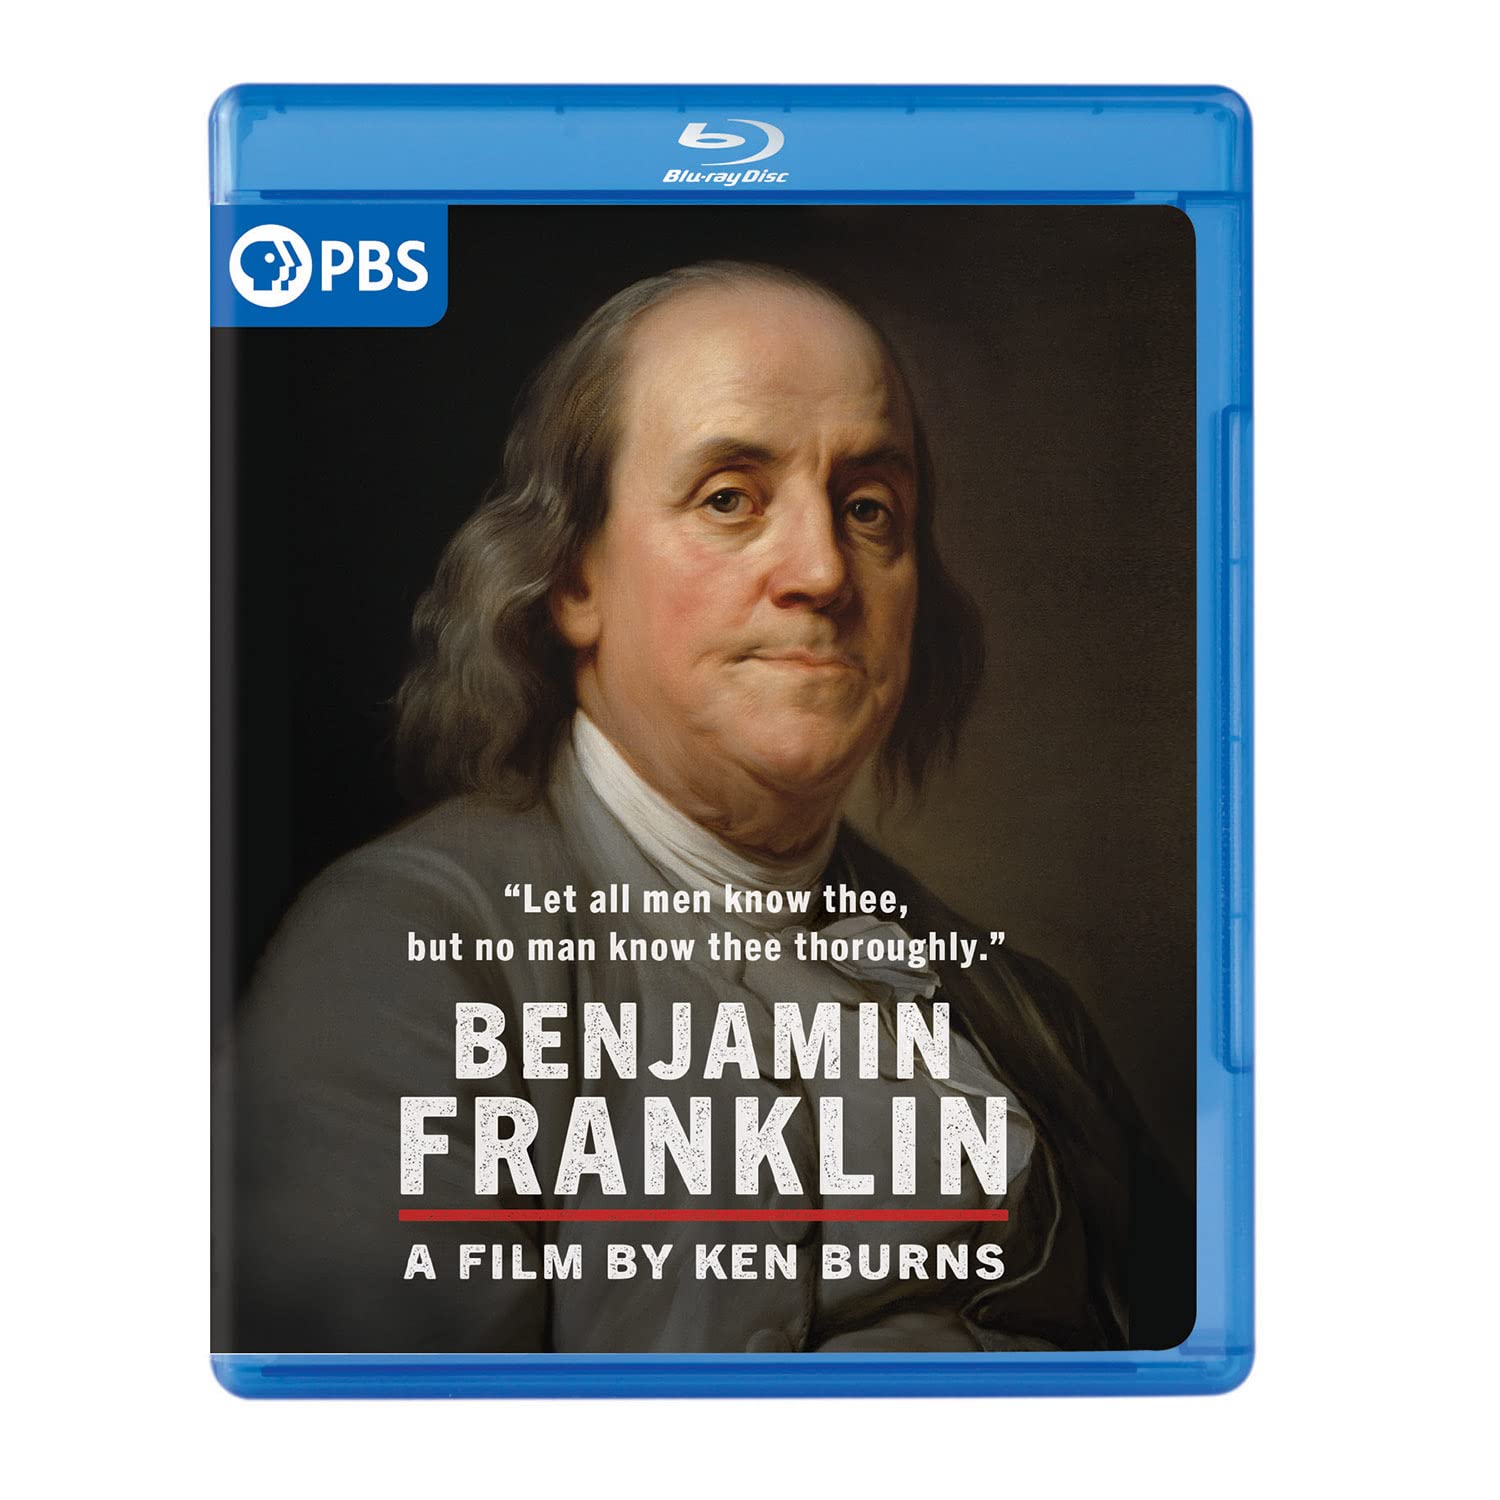 Blu-ray Disc
PBS
“Let all men know thee,
but no man know thee thoroughly.”
BENJAMIN
FRANKLIN
A FILM BY KEN BURNS